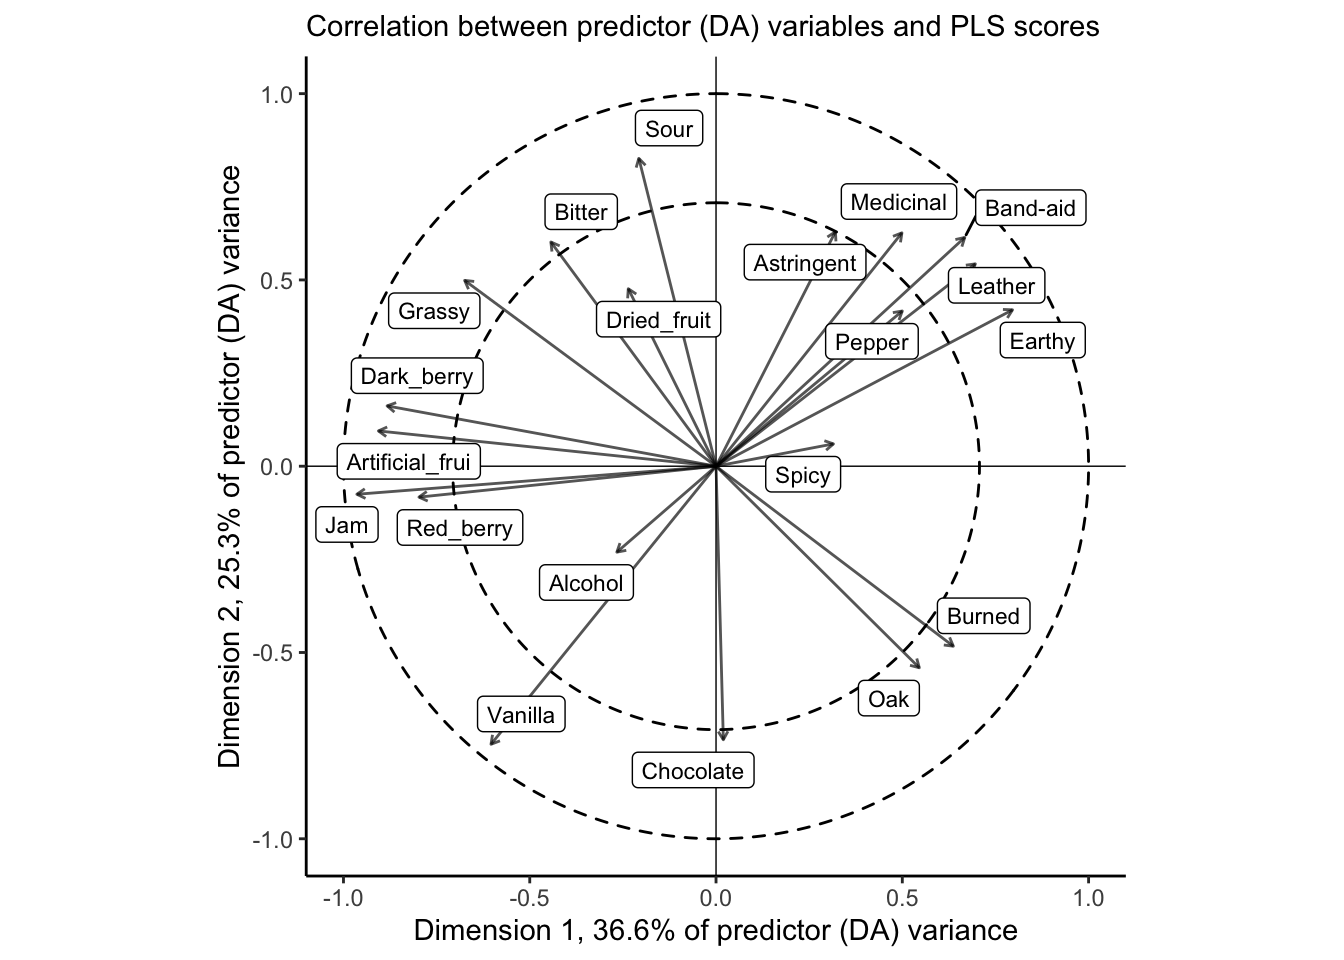 Correlation between predictor (DA) variables and PLS scores
Dimension 2, 25.3% of predictor (DA) variance
1.0
0.5
0.0
-0.5
-1.0
Sour
Bitter
Medicinal
Band-aid
Astringent
Leather
Grassy
Dried_fruit
Pepper
Earthy
Dark_berry
Artificial_frui
Spicy
Jam
Red_berry
Alcohol
Burned
Oak
Vanilla
Chocolate
-1.0
-0.5
0.0
0.5
1.0
Dimension 1, 36.6% of predictor (DA) variance